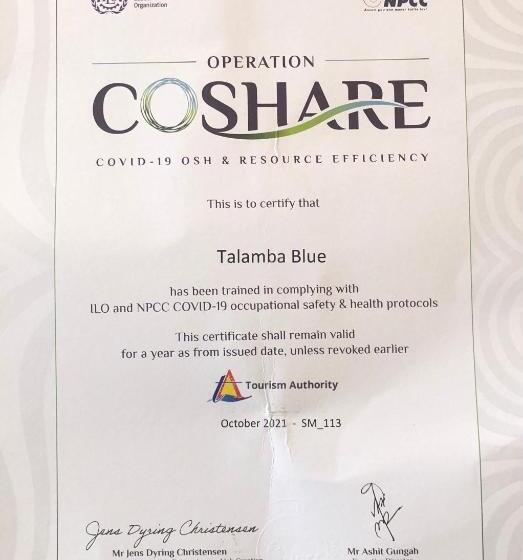 Organization
NPCC
OPERATION
COSHARE
COVID-19 OSH & RESOURCE EFFICIENCY
This is to certify that
Talamba Blue
has been trained in complying with
ILO and NPCC COVID-19 occupational safety & health protocols
This certificate shall remain valid
for a year as from issued date, unless revoked earlier
Tourism Authority
October 2021 - SM_113
Jens Dyring Christensen
Mr Jens Dyring Christensen
Mr Ashit Gungah